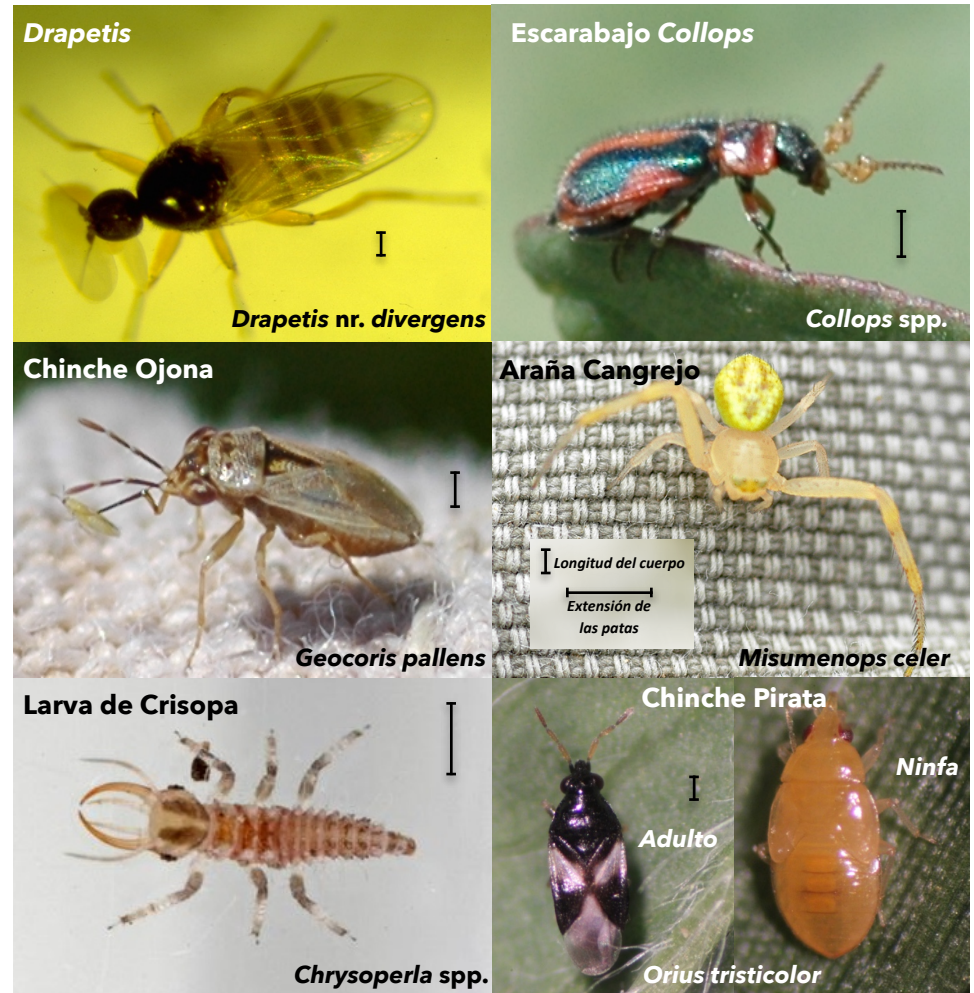 Drapetis
Drapetis nr. divergens
Escarabajo Collops
Collops spp.
Chinche Ojona
Geocoris pallens
Araña Cangrejo
Longitud del cuerpo
Extensión de
las patas
Misumenops celer
Larva de Crisopa
Chrysoperla spp.
Chinche Pirata
Ninfa
Adulto
Orius tristicolor